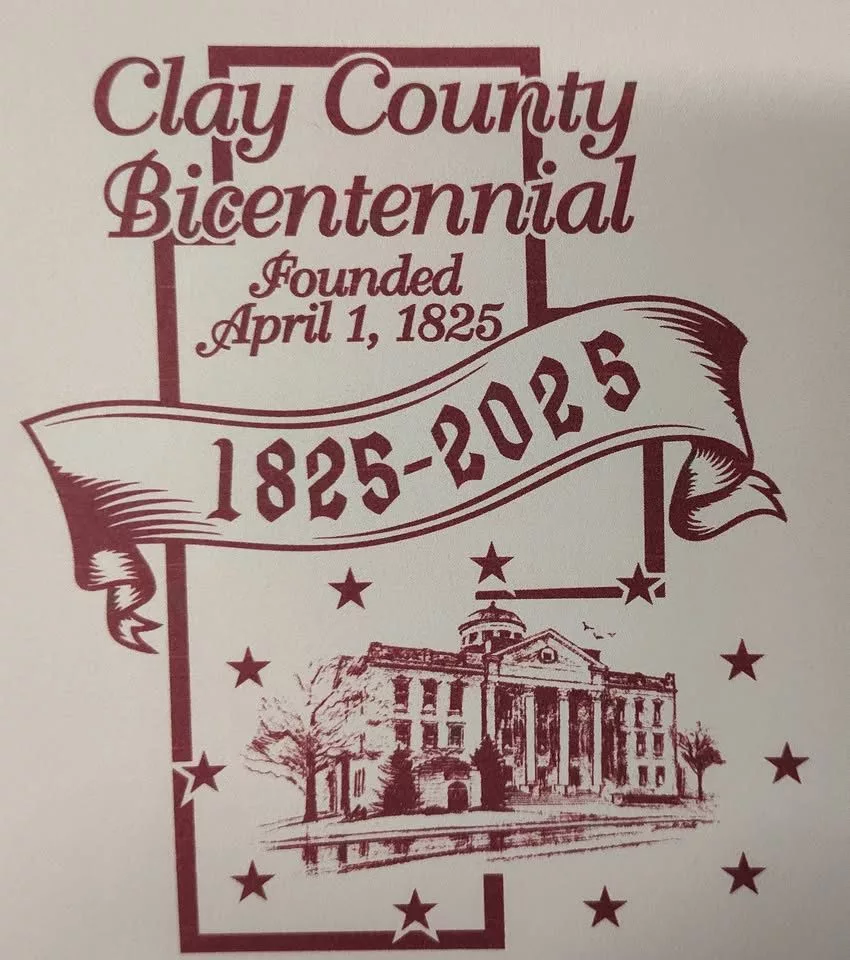 Clay County
Bicentennial
Founded
April 1, 1825
1825-2025